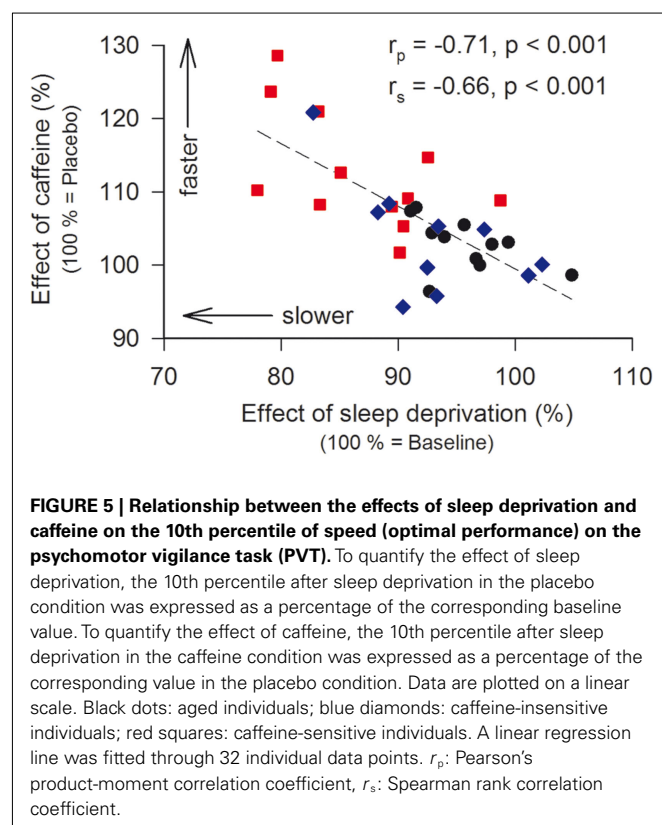 130
120
110
100
90
Effect of caffeine (%)
(100 % = Placebo)
faster
r_p = -0.71, p < 0.001
r_s = -0.66, p < 0.001
slower
70 80 90 100 110
Effect of sleep deprivation (%)
(100 % = Baseline)
FIGURE 5 | Relationship between the effects of sleep deprivation and
caffeine on the 10th percentile of speed (optimal performance) on the
psychomotor vigilance task (PVT). To quantify the effect of sleep
deprivation, the 10th percentile after sleep deprivation in the placebo
condition was expressed as a percentage of the corresponding baseline
value. To quantify the effect of caffeine, the 10th percentile after sleep
deprivation in the caffeine condition was expressed as a percentage of the
corresponding value in the placebo condition. Data are plotted on a linear
scale. Black dots: aged individuals; blue diamonds: caffeine-insensitive
individuals; red squares: caffeine-sensitive individuals. A linear regression
line was fitted through 32 individual data points. r_p: Pearson's
product-moment correlation coefficient, r_s: Spearman rank correlation
coefficient.